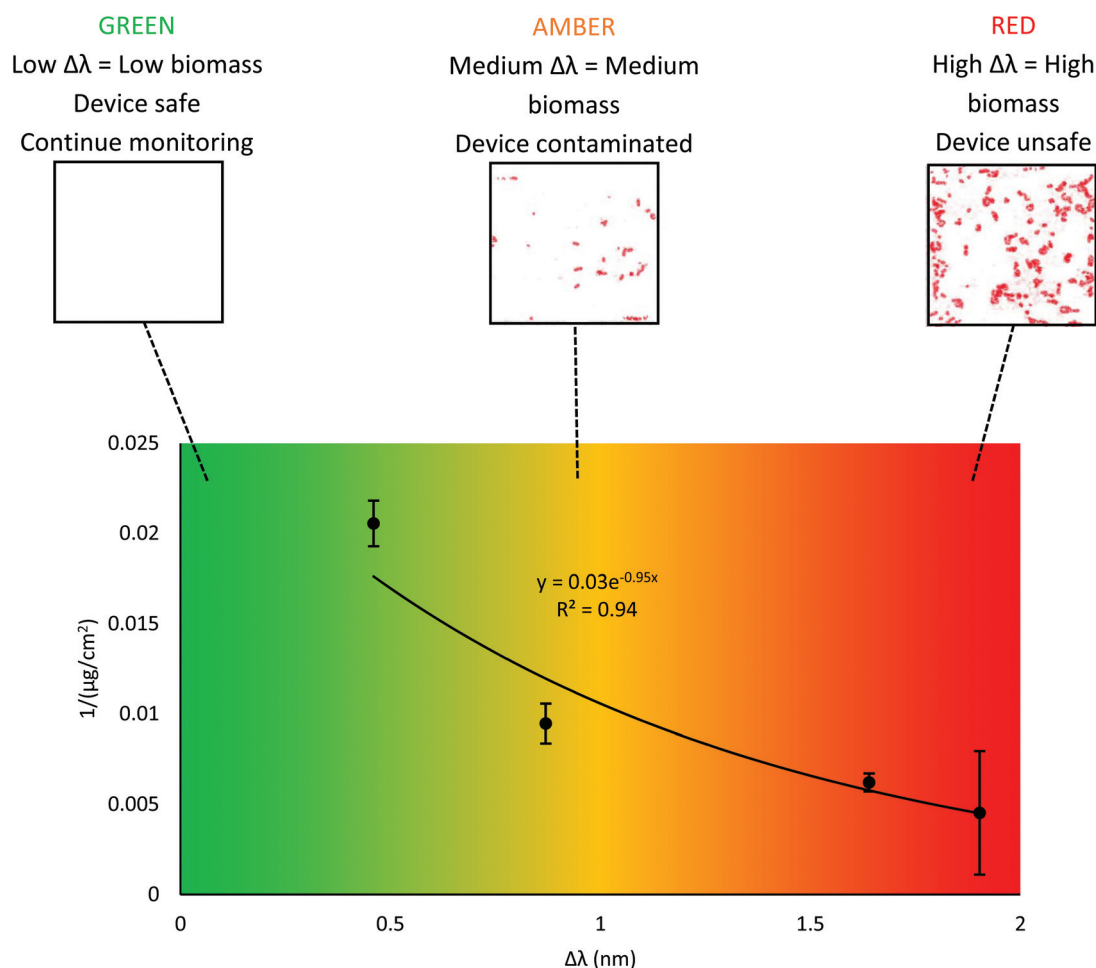 GREEN
Low Δλ = Low biomass
Device safe
Continue monitoring
AMBER
Medium Δλ = Medium
biomass
Device contaminated
RED
High Δλ = High
biomass
Device unsafe
0.025
0.02
0.015
0.01
0.005
0
1/(μg/cm²)
y = 0.03e^-0.95x
R² = 0.94
0 0.5 1 1.5 2
Δλ (nm)